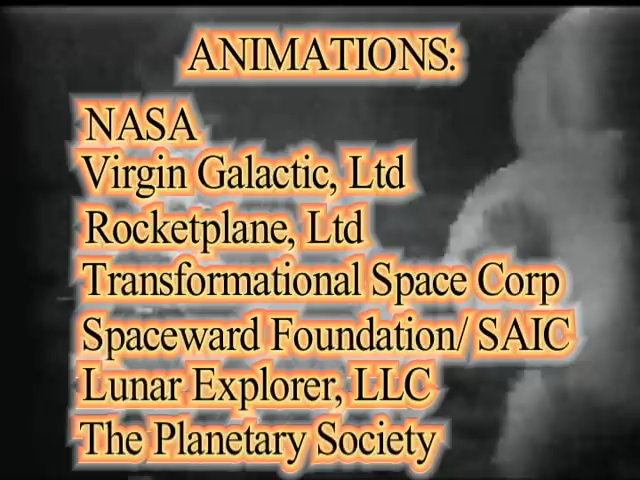 ANIMATIONS:
NASA
Virgin Galactic, Ltd
Rocketplane, Ltd
Transformational Space Corp
Spaceward Foundation/ SAIC
Lunar Explorer, LLC
The Planetary Society